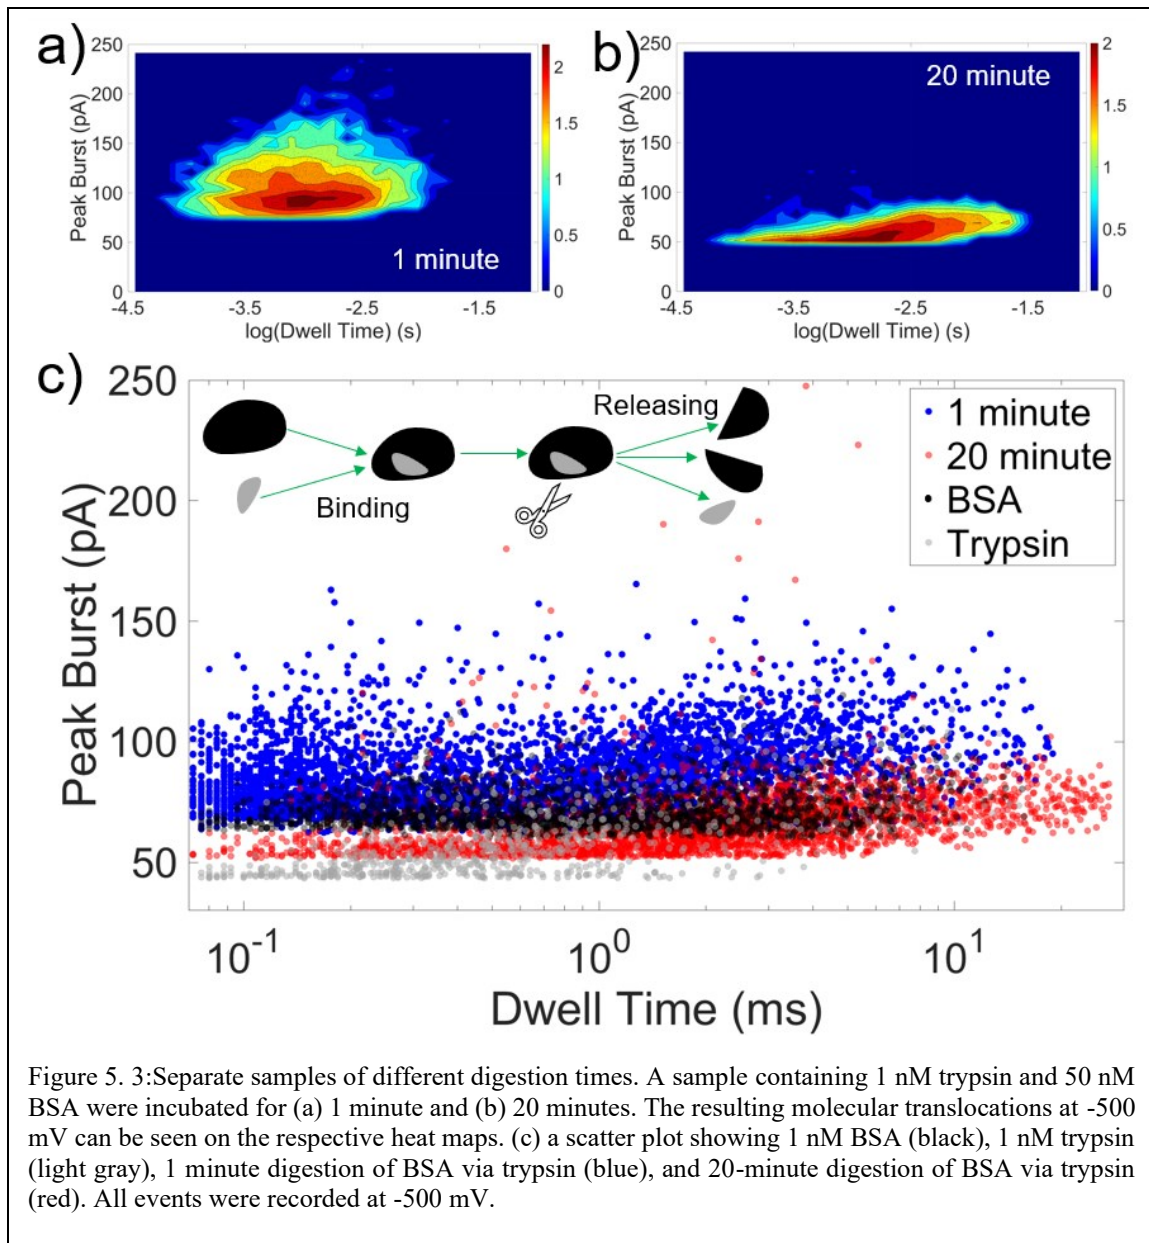 a)
250
200
150
100
50
0
Peak Burst (pA)
-4.5 -3.5 -2.5 -1.5
log(Dwell Time) (s)
1 minute
2
1.5
1
0.5
0
b)
250
200
150
100
50
0
Peak Burst (pA)
-4.5 -3.5 -2.5 -1.5
log(Dwell Time) (s)
20 minute
2
1.5
1
0.5
0
c)
250
200
150
100
50
Peak Burst (pA)
Binding
Releasing
1 minute
20 minute
BSA
Trypsin
10-1 100 101
Dwell Time (ms)
Figure 5. 3:Separate samples of different digestion times. A sample containing 1 nM trypsin and 50 nM
BSA were incubated for (a) 1 minute and (b) 20 minutes. The resulting molecular translocations at -500
mV can be seen on the respective heat maps. (c) a scatter plot showing 1 nM BSA (black), 1 nM trypsin
(light gray), 1 minute digestion of BSA via trypsin (blue), and 20-minute digestion of BSA via trypsin
(red). All events were recorded at -500 mV.